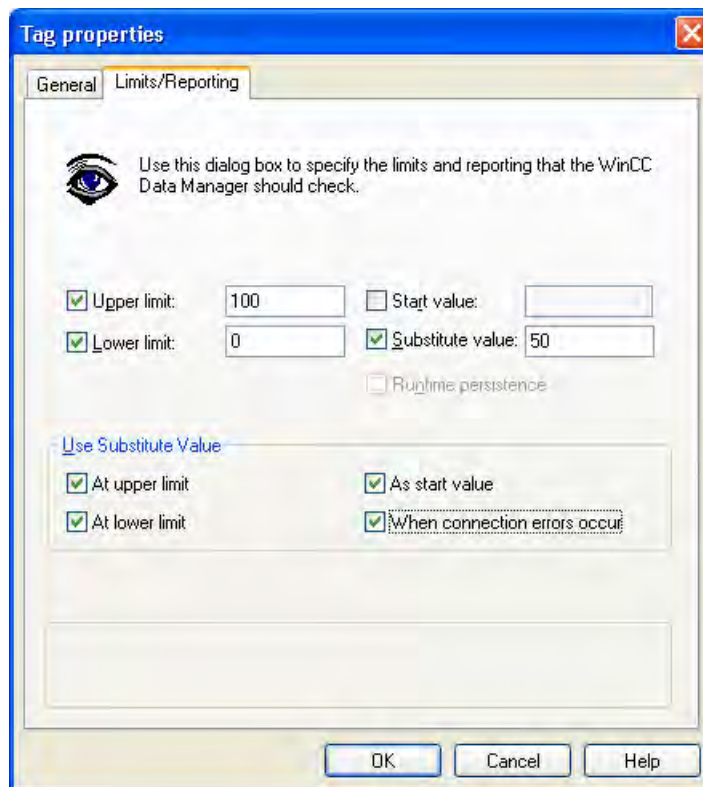 Tag properties
General
Limits/Reporting
Use this dialog box to specify the limits and reporting that the WinCC
Data Manager should check.
Upper limit: 100
Start value:
Lower limit: 0
Substitute value: 50
Runtime persistence
Use Substitute Value
At upper limit
As start value
At lower limit
When connection errors occur
OK
Cancel
Help